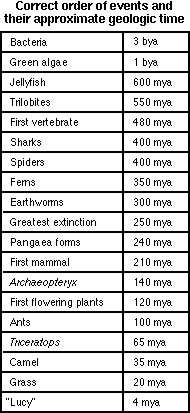 Correct order of events and
their approximate geologic time
Bacteria 3 bya
Green algae 1 bya
Jellyfish 600 mya
Trilobites 550 mya
First vertebrate 480 mya
Sharks 400 mya
Spiders 400 mya
Ferns 350 mya
Earthworms 300 mya
Greatest extinction 250 mya
Pangaea forms 240 mya
First mammal 210 mya
Archaeopteryx 140 mya
First flowering plants 120 mya
Ants 100 mya
Triceratops 65 mya
Camel 35 mya
Grass 20 mya
"Lucy" 4 mya